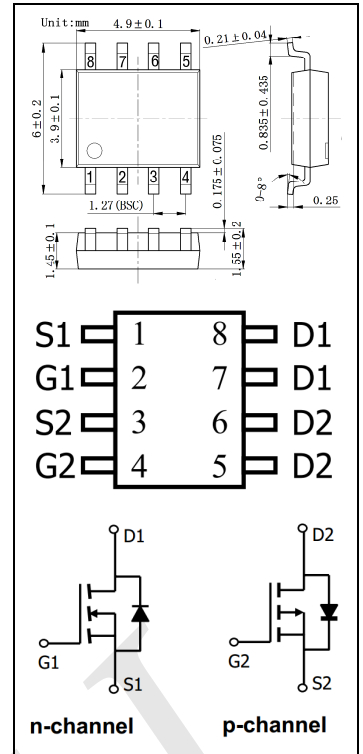 Unit:mm
4.9±0.1
0.21±0.04
8 7 6 5
6±0.2
3.9±0.1
0.835±0.435
1 2 3 4
1.27(BSC)
0.175±0.075
0-8°
0.25
1.45±0.1
1.55±0.2
S1 1 8 D1
G1 2 7 D1
S2 3 6 D2
G2 4 5 D2
D1
G1
S1
n-channel
D2
G2
S2
p-channel